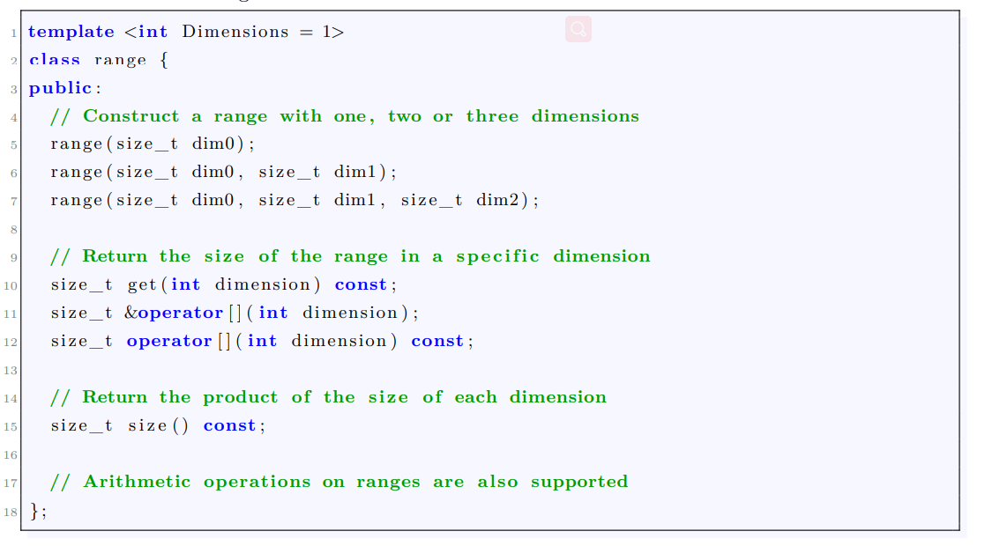 1 template <int Dimensions = 1>
2 class range {
3 public:
4   // Construct a range with one, two or three dimensions
5   range(size_t dim0);
6   range(size_t dim0, size_t dim1);
7   range(size_t dim0, size_t dim1, size_t dim2);
8
9   // Return the size of the range in a specific dimension
10   size_t get(int dimension) const;
11   size_t &operator[](int dimension);
12   size_t operator[](int dimension) const;
13
14   // Return the product of the size of each dimension
15   size_t size() const;
16
17   // Arithmetic operations on ranges are also supported
18 };